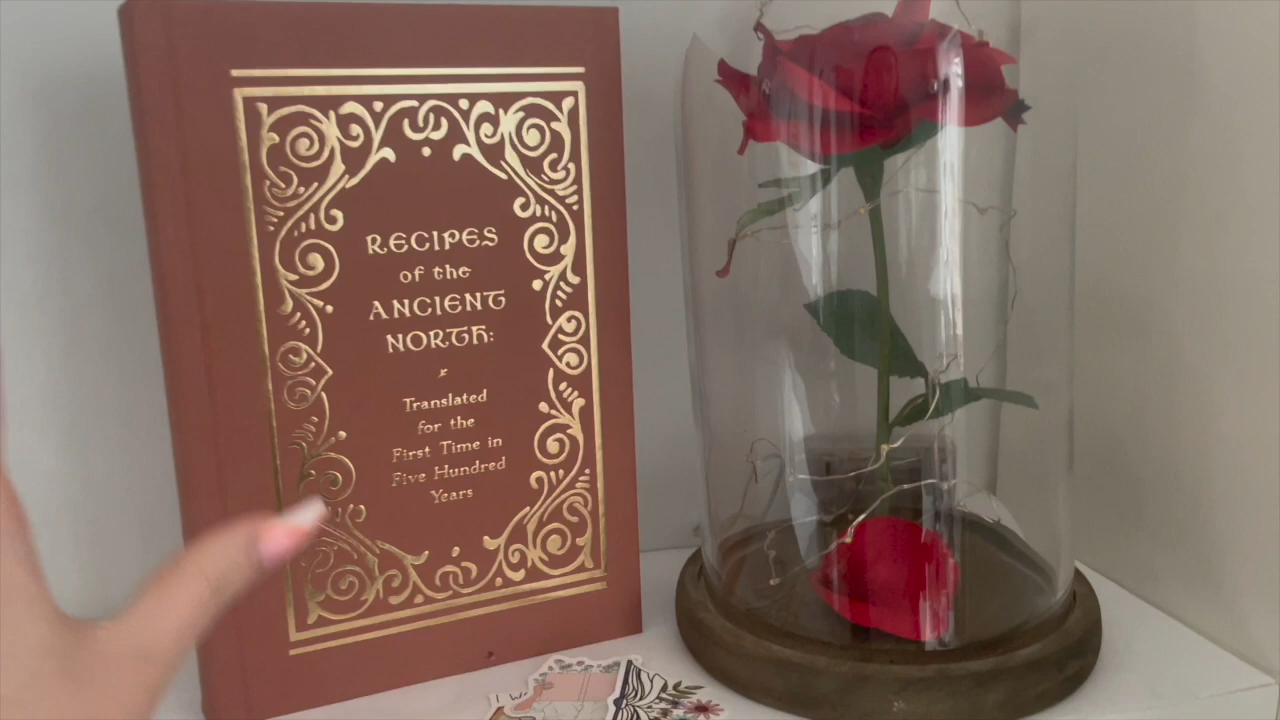 RECIPES
of the
ANCIENT
NORTH:
Translated
for the
First Time in
Five Hundred
Years
I